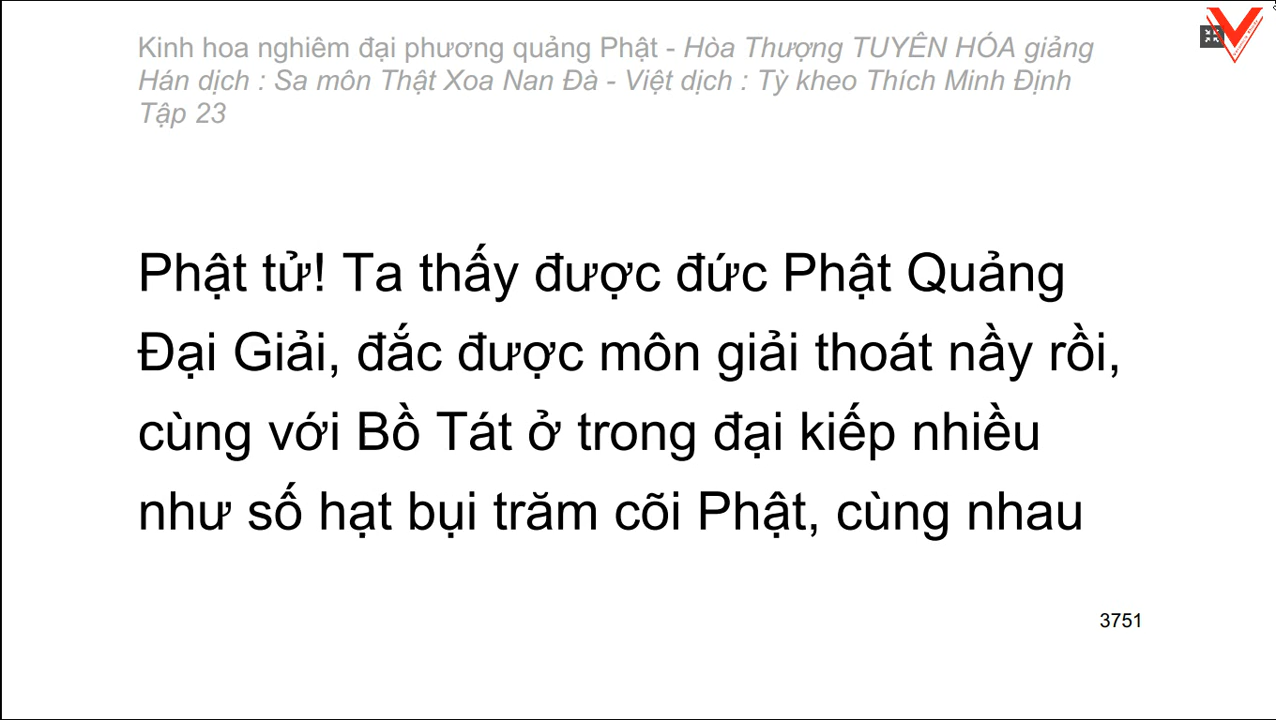 Kinh hoa nghiêm đại phương quảng Phật - Hòa Thượng TUYÊN HÓA giảng
Hán dịch : Sa môn Thật Xoa Nan Đà - Việt dịch : Tỳ kheo Thích Minh Định
Tập 23
Phật tử! Ta thấy được đức Phật Quảng
Đại Giải, đắc được môn giải thoát nầy rồi,
cùng với Bồ Tát ở trong đại kiếp nhiều
như số hạt bụi trăm cõi Phật, cùng nhau
3751